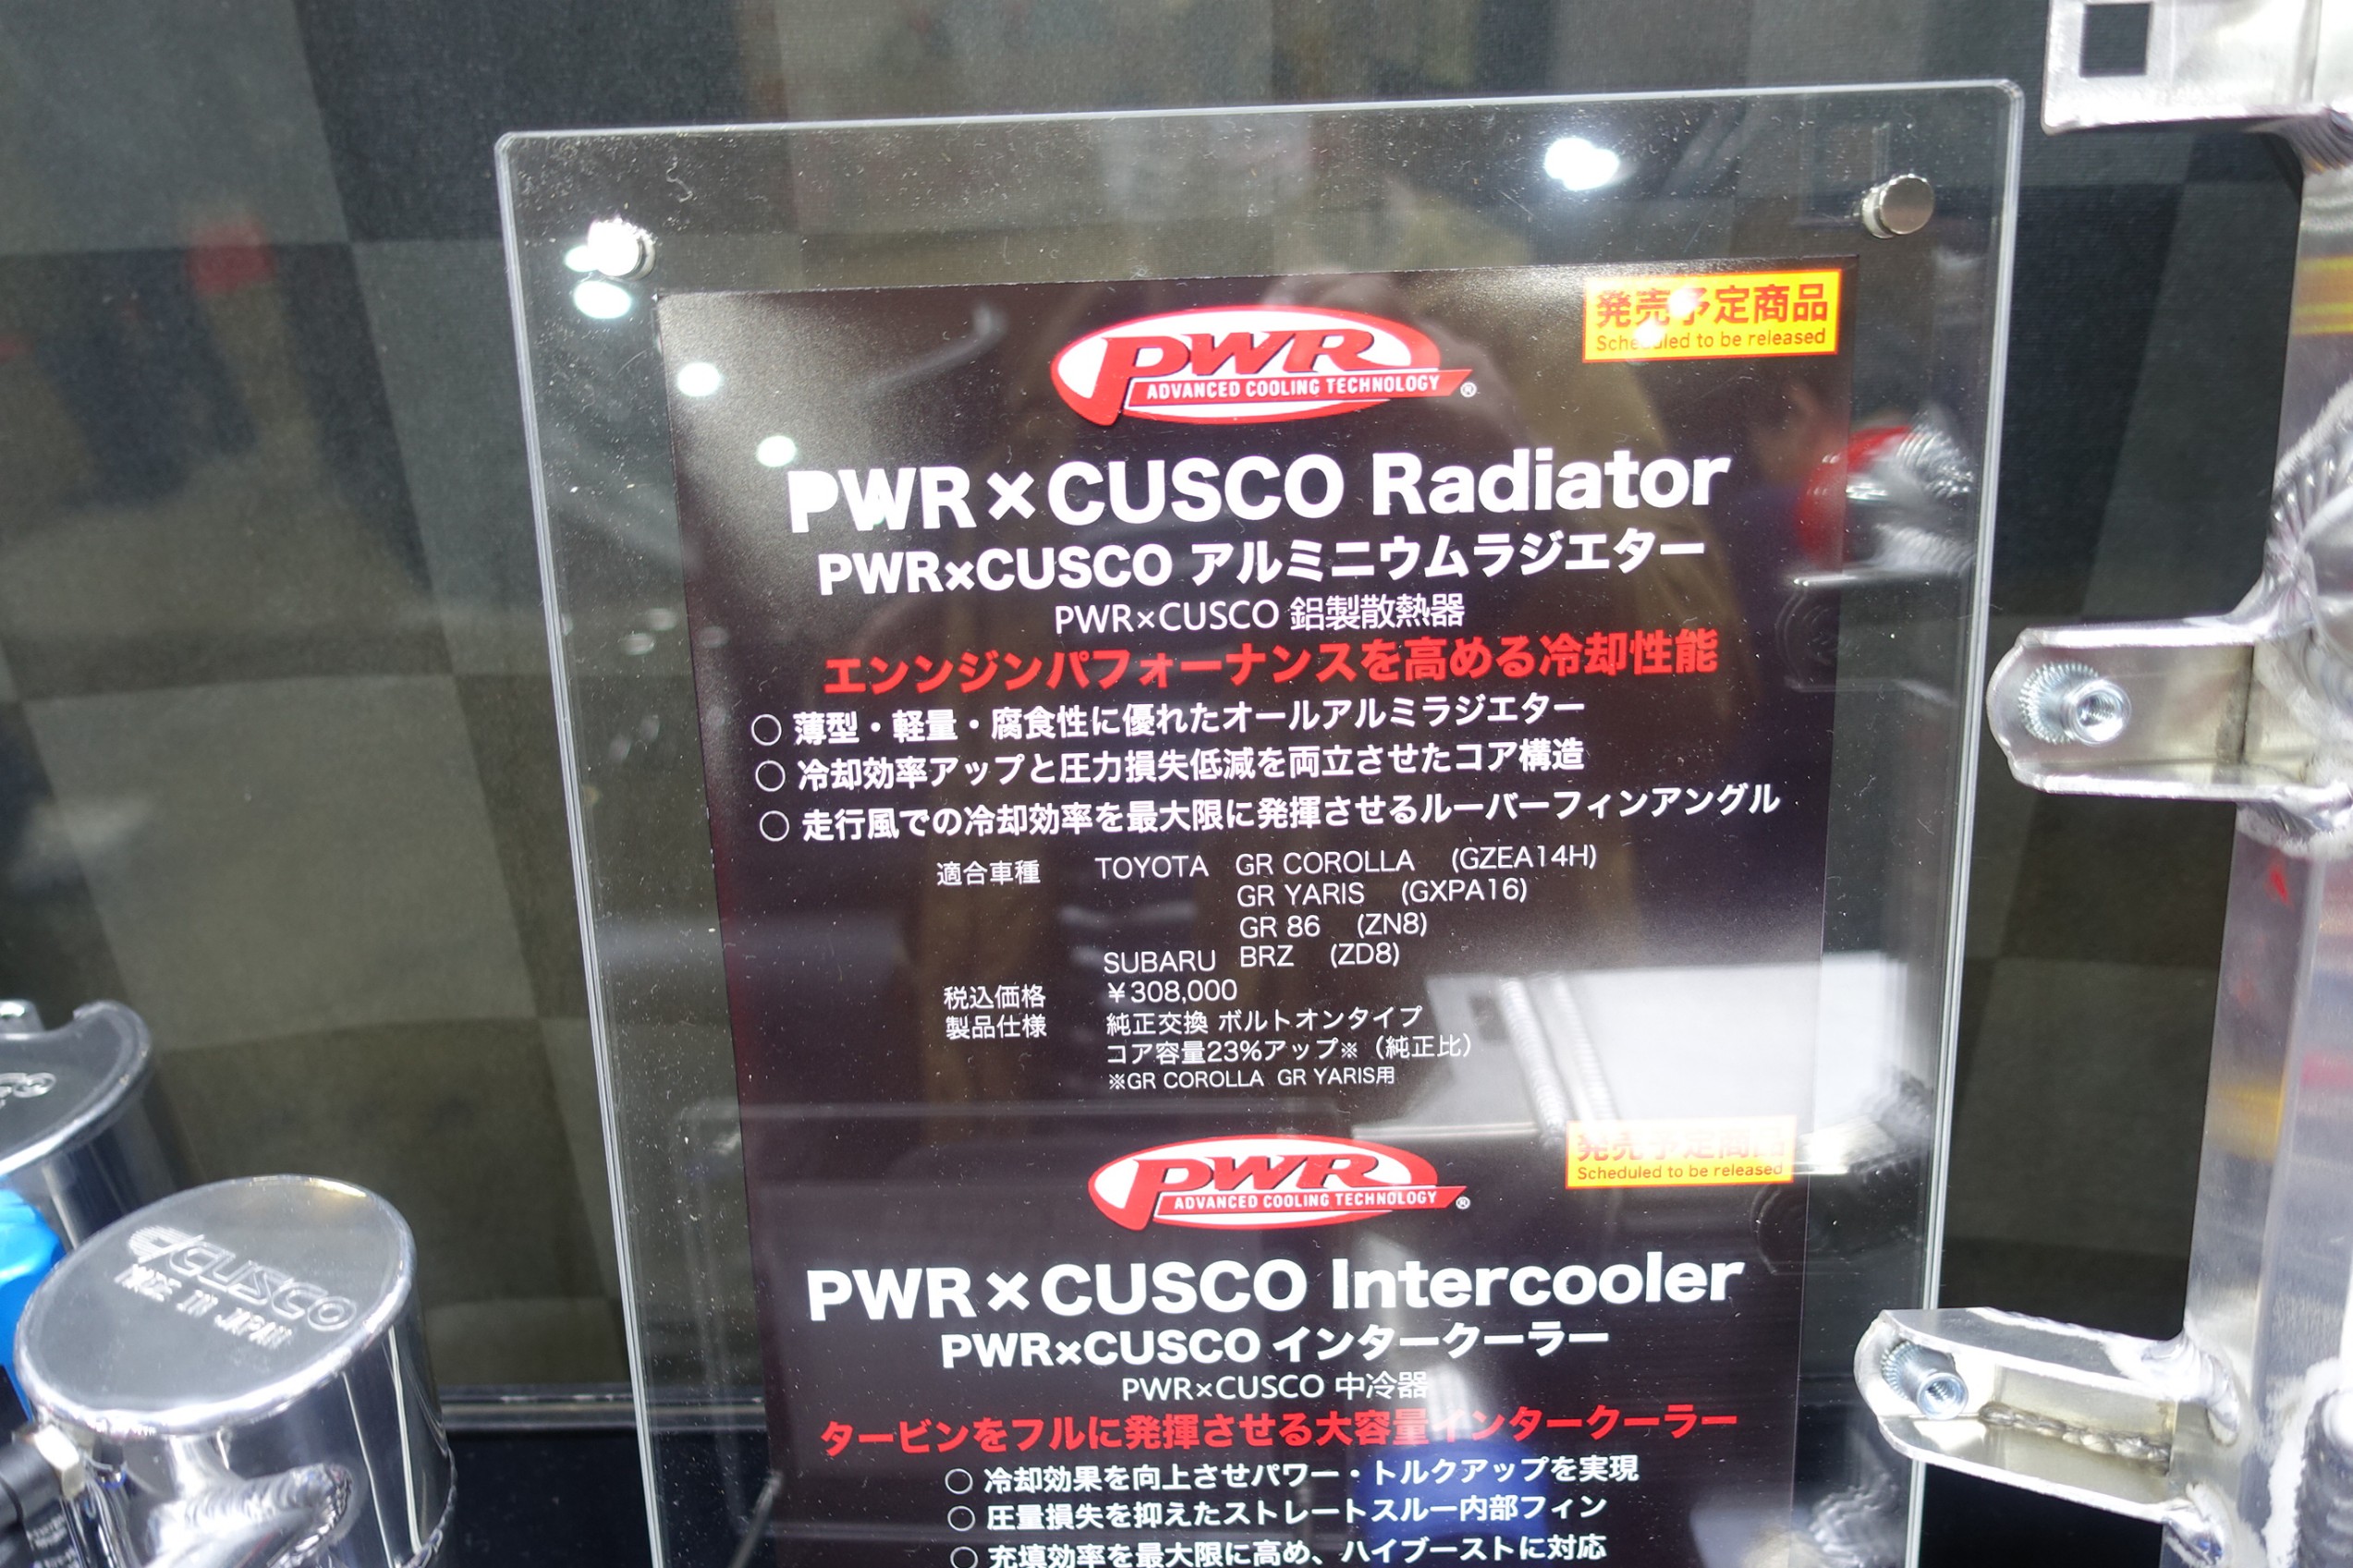 発売予定商品
Scheduled to be released
PWR
ADVANCED COOLING TECHNOLOGY ®
PWR×CUSCO Radiator
PWR×CUSCO アルミニウムラジエター
PWR×CUSCO 鋁製散熱器
エンンジンパフォーナンスを高める冷却性能
○ 薄型・軽量・腐食性に優れたオールアルミラジエター
○ 冷却効率アップと圧力損失低減を両立させたコア構造
○ 走行風での冷却効率を最大限に発揮させるルーバーフィンアングル
適合車種 TOYOTA GR COROLLA (GZEA14H)
GR YARIS (GXPA16)
GR 86 (ZN8)
SUBARU BRZ (ZD8)
税込価格 ￥308,000
製品仕様 純正交換 ボルトオンタイプ
コア容量23%アップ※（純正比）
※GR COROLLA GR YARIS用
発売予定商品
Scheduled to be released
PWR
ADVANCED COOLING TECHNOLOGY ®
PWR×CUSCO Intercooler
PWR×CUSCO インタークーラー
PWR×CUSCO 中冷器
タービンをフルに発揮させる大容量インタークーラー
○ 冷却効果を向上させパワー・トルクアップを実現
○ 圧量損失を抑えたストレートスルー内部フィン
○ 充填効率を最大限に高め、ハイブーストに対応
CUSCO
MADE IN JAPAN